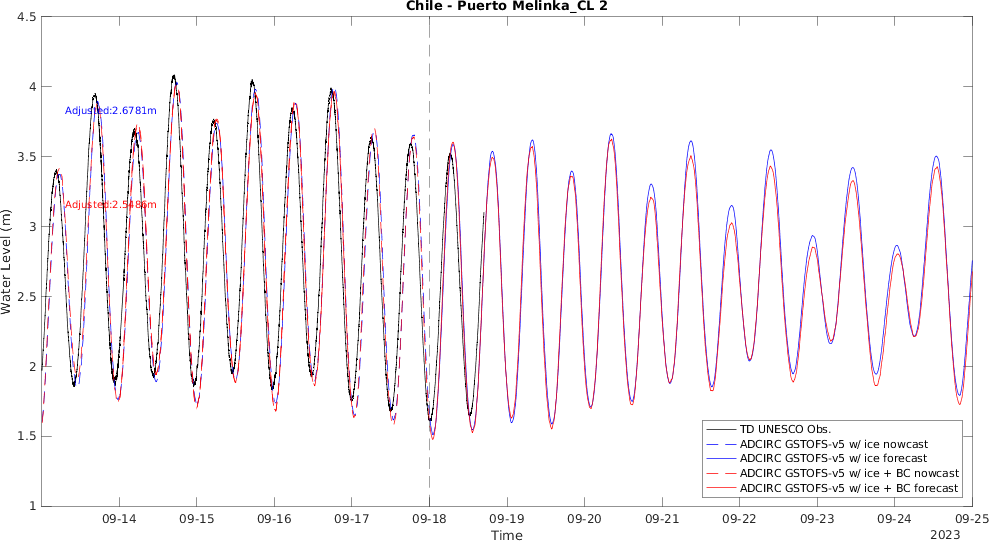 Chile - Puerto Melinka_CL 2
4.5
4
3.5
3
2.5
2
1.5
1
Water Level (m)
Adjusted:2.6781m
Adjusted:2.5486m
TD UNESCO Obs.
ADCIRC GSTOFS-v5 w/ ice nowcast
ADCIRC GSTOFS-v5 w/ ice forecast
ADCIRC GSTOFS-v5 w/ ice + BC nowcast
ADCIRC GSTOFS-v5 w/ ice + BC forecast
09-14 09-15 09-16 09-17 09-18 09-19 09-20 09-21 09-22 09-23 09-24 09-25
Time
2023